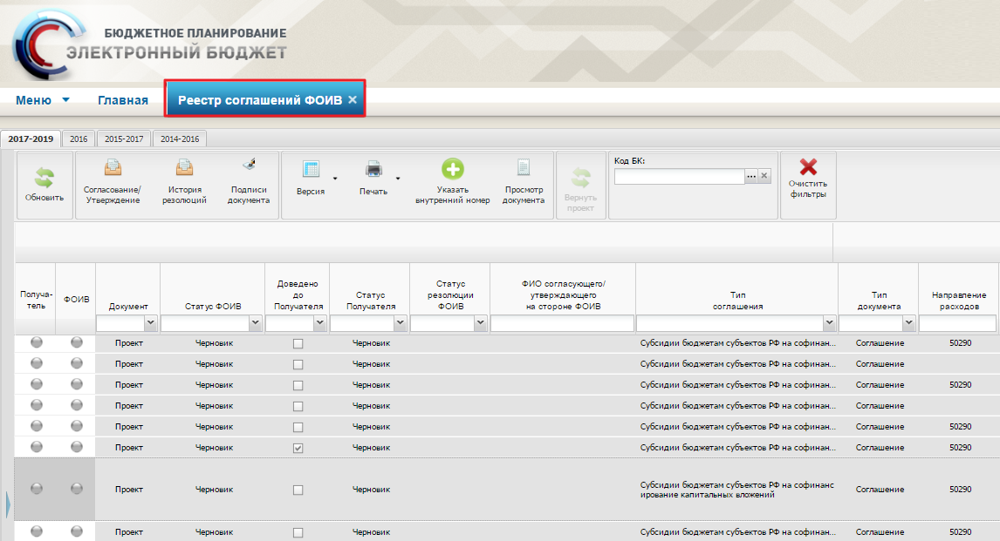 БЮДЖЕТНОЕ ПЛАНИРОВАНИЕ
ЭЛЕКТРОННЫЙ БЮДЖЕТ
Меню Главная Реестр соглашений ФОИВ ×
2017-2019 2016 2015-2017 2014-2016
Обновить
Согласование/
Утверждение
История
резолюций
Подписи
документа
Версия
Печать
Указать
внутренний номер
Просмотр
документа
Вернуть
проект
Код БК:
... ×
Очистить
фильтры
Получа-
тель
ФОИВ
Документ
Статус ФОИВ
Доведено
до
Получателя
Статус
Получателя
Статус
резолюции
ФОИВ
ФИО согласующего/
утверждающего
на стороне ФОИВ
Тип
соглашения
Тип
документа
Направление
расходов
Проект Черновик Черновик Субсидии бюджетам субъектов РФ на софинан... Соглашение 50290
Проект Черновик Черновик Субсидии бюджетам субъектов РФ на софинан... Соглашение
Проект Черновик Черновик Субсидии бюджетам субъектов РФ на софинан... Соглашение 50290
Проект Черновик Черновик Субсидии бюджетам субъектов РФ на софинан... Соглашение
Проект Черновик Черновик Субсидии бюджетам субъектов РФ на софинан... Соглашение 50290
Проект Черновик Черновик Субсидии бюджетам субъектов РФ на софинан... Соглашение 50290
Проект Черновик Черновик Субсидии бюджетам субъектов РФ на софинанс
ирование капитальных вложений Соглашение 50290
Проект Черновик Черновик Субсидии бюджетам субъектов РФ на софинан... Соглашение 50290